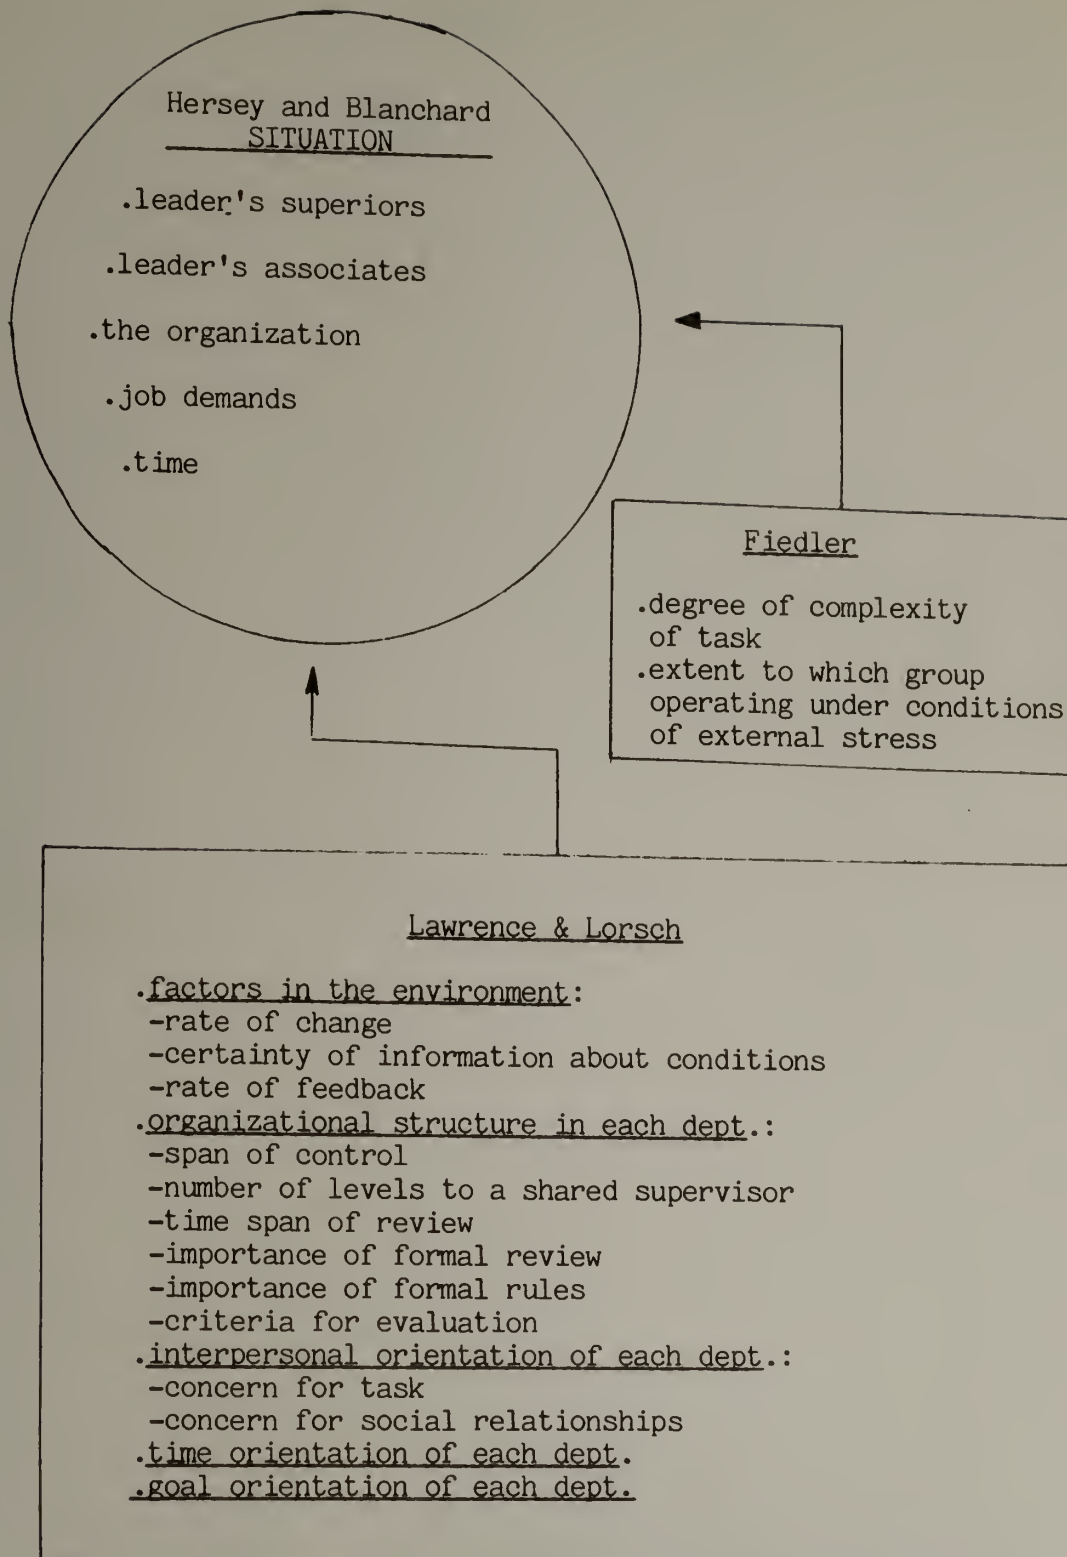 Hersey and Blanchard
SITUATION
.leader's superiors
.leader's associates
.the organization
.job demands
.time
Fiedler
.degree of complexity
of task
.extent to which group
operating under conditions
of external stress
Lawrence & Lorsch
.factors in the environment:
-rate of change
-certainty of information about conditions
-rate of feedback
.organizational structure in each dept.:
-span of control
-number of levels to a shared supervisor
-time span of review
-importance of formal review
-importance of formal rules
-criteria for evaluation
.interpersonal orientation of each dept.:
-concern for task
-concern for social relationships
.time orientation of each dept.
.goal orientation of each dept.